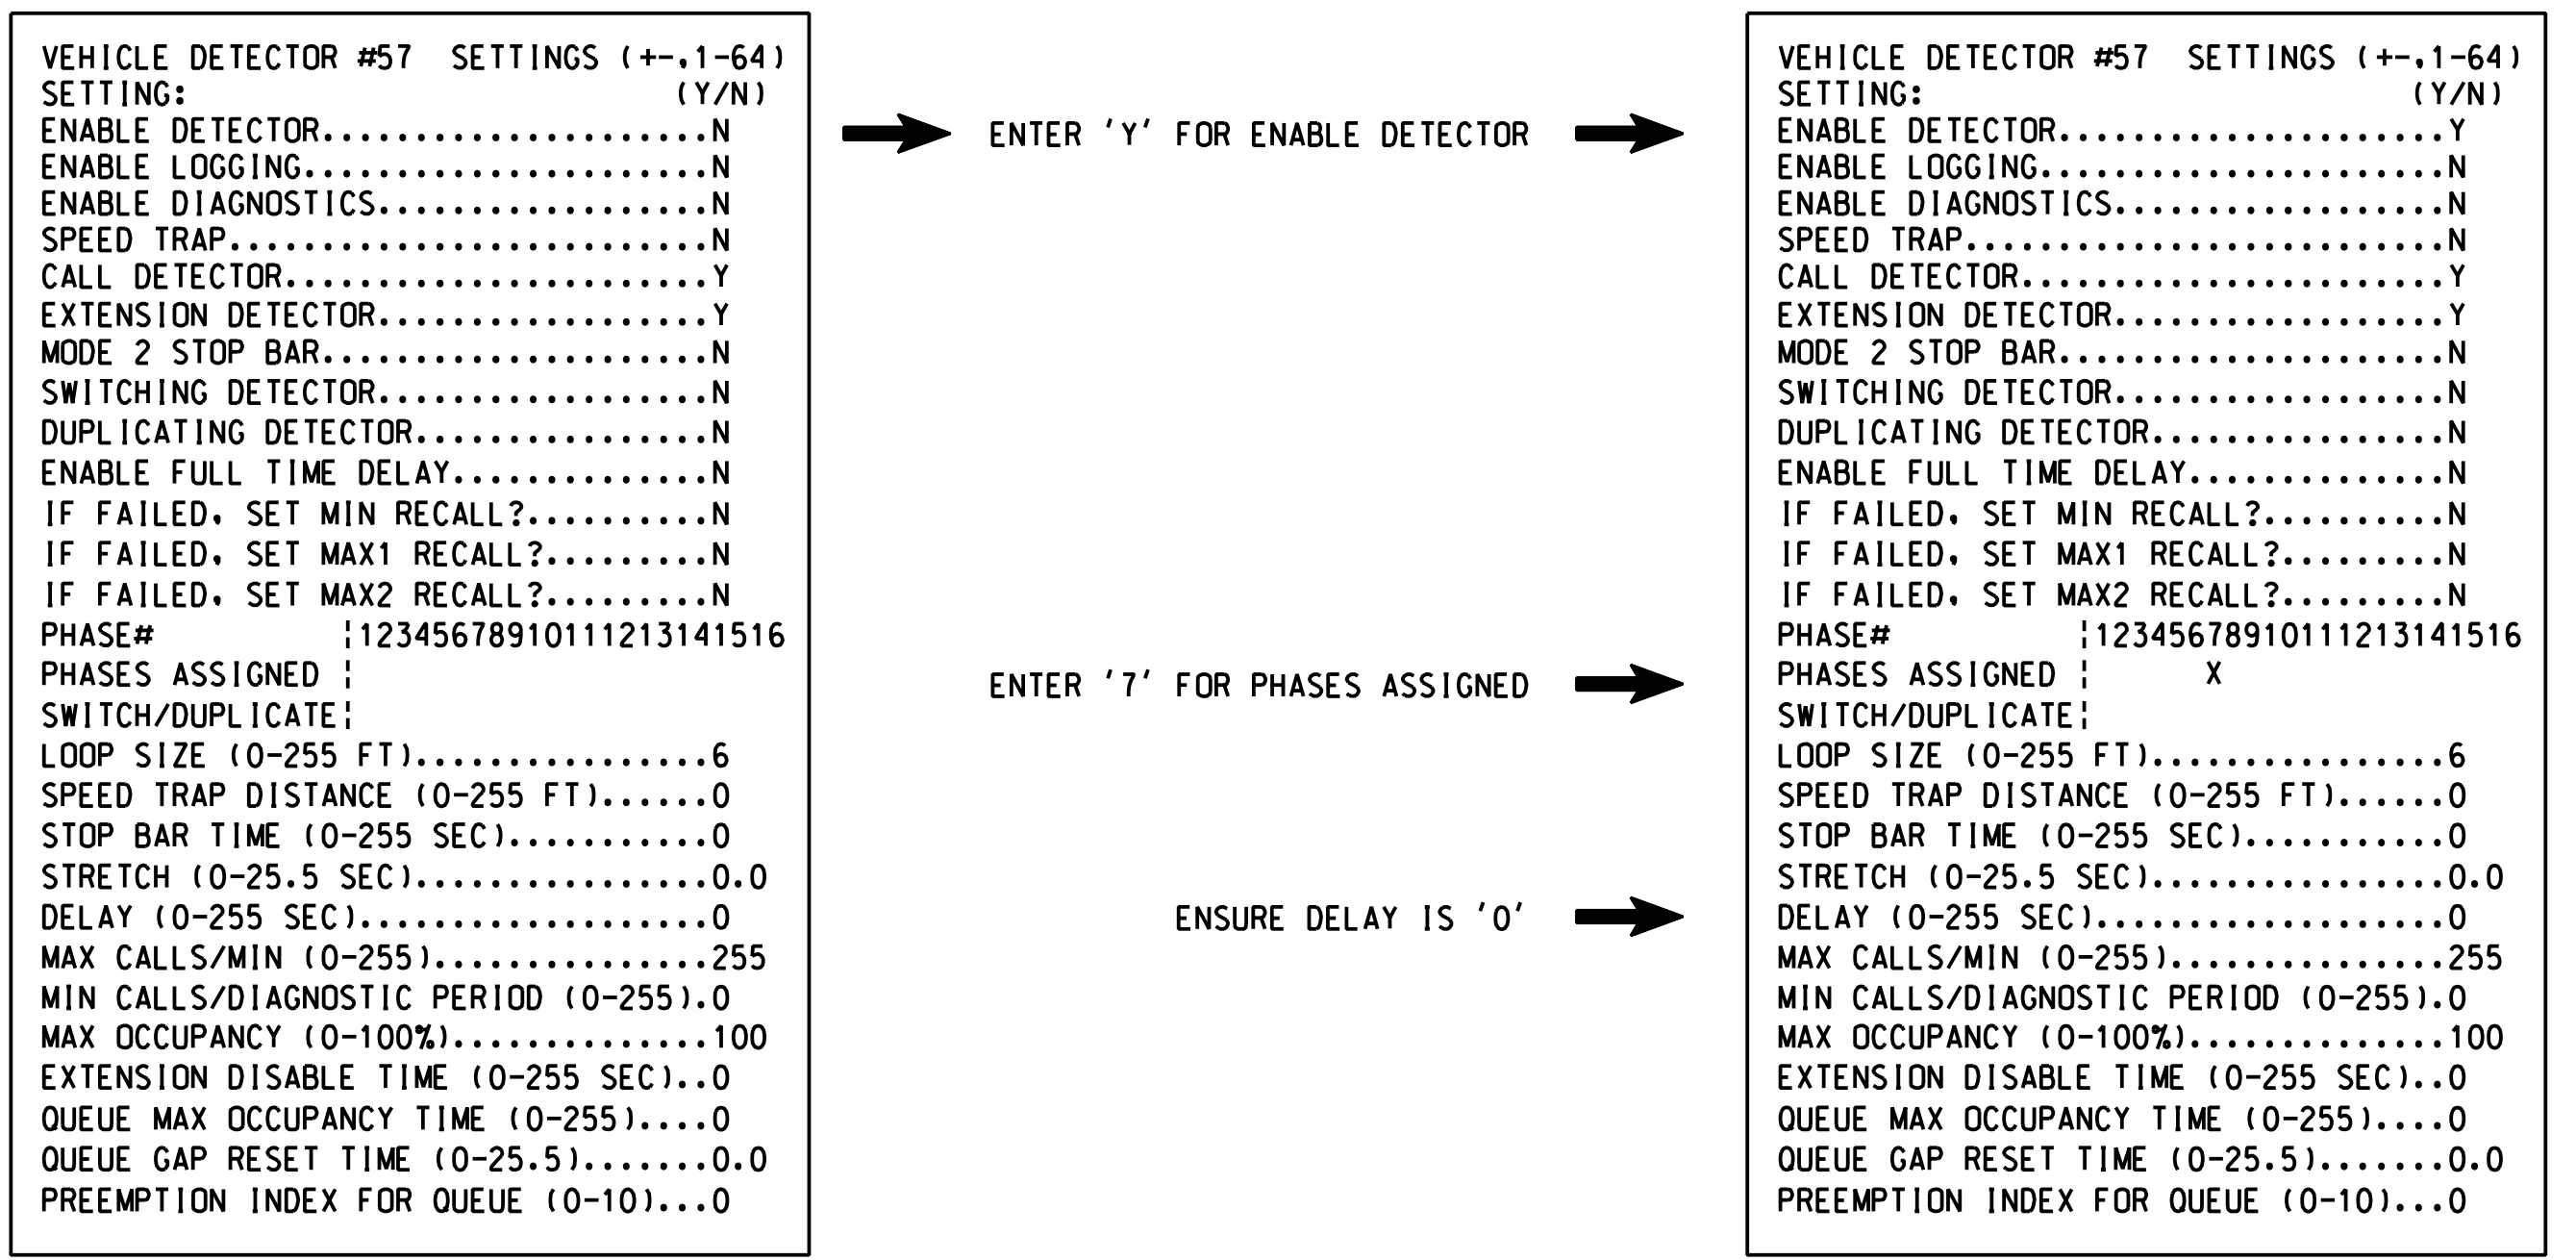 VEHICLE DETECTOR #57  SETTINGS (+-,1-64)
SETTING:                          (Y/N)
ENABLE DETECTOR.....................N
ENABLE LOGGING......................N
ENABLE DIAGNOSTICS..................N
SPEED TRAP..........................N
CALL DETECTOR.......................Y
EXTENSION DETECTOR..................Y
MODE 2 STOP BAR.....................N
SWITCHING DETECTOR..................N
DUPLICATING DETECTOR................N
ENABLE FULL TIME DELAY..............N
IF FAILED, SET MIN RECALL?..........N
IF FAILED, SET MAX1 RECALL?.........N
IF FAILED, SET MAX2 RECALL?.........N
PHASE#          |12345678910111213141516
PHASES ASSIGNED |
SWITCH/DUPLICATE|
LOOP SIZE (0-255 FT)................6
SPEED TRAP DISTANCE (0-255 FT)......0
STOP BAR TIME (0-255 SEC)...........0
STRETCH (0-25.5 SEC)................0.0
DELAY (0-255 SEC)...................0
MAX CALLS/MIN (0-255)...............255
MIN CALLS/DIAGNOSTIC PERIOD (0-255).0
MAX OCCUPANCY (0-100%)..............100
EXTENSION DISABLE TIME (0-255 SEC)..0
QUEUE MAX OCCUPANCY TIME (0-255)....0
QUEUE GAP RESET TIME (0-25.5).......0.0
PREEMPTION INDEX FOR QUEUE (0-10)...0
ENTER 'Y' FOR ENABLE DETECTOR
ENTER '7' FOR PHASES ASSIGNED
ENSURE DELAY IS '0'
VEHICLE DETECTOR #57  SETTINGS (+-,1-64)
SETTING:                          (Y/N)
ENABLE DETECTOR.....................Y
ENABLE LOGGING......................N
ENABLE DIAGNOSTICS..................N
SPEED TRAP..........................N
CALL DETECTOR.......................Y
EXTENSION DETECTOR..................Y
MODE 2 STOP BAR.....................N
SWITCHING DETECTOR..................N
DUPLICATING DETECTOR................N
ENABLE FULL TIME DELAY..............N
IF FAILED, SET MIN RECALL?..........N
IF FAILED, SET MAX1 RECALL?.........N
IF FAILED, SET MAX2 RECALL?.........N
PHASE#          |12345678910111213141516
PHASES ASSIGNED |      X
SWITCH/DUPLICATE|
LOOP SIZE (0-255 FT)................6
SPEED TRAP DISTANCE (0-255 FT)......0
STOP BAR TIME (0-255 SEC)...........0
STRETCH (0-25.5 SEC)................0.0
DELAY (0-255 SEC)...................0
MAX CALLS/MIN (0-255)...............255
MIN CALLS/DIAGNOSTIC PERIOD (0-255).0
MAX OCCUPANCY (0-100%)..............100
EXTENSION DISABLE TIME (0-255 SEC)..0
QUEUE MAX OCCUPANCY TIME (0-255)....0
QUEUE GAP RESET TIME (0-25.5).......0.0
PREEMPTION INDEX FOR QUEUE (0-10)...0